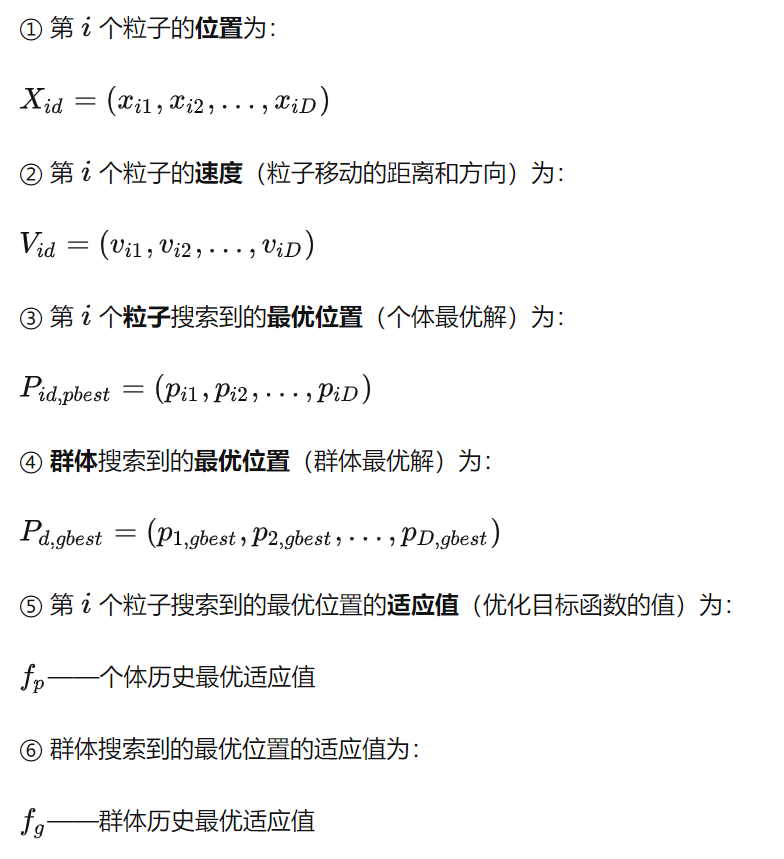 ① 第 i 个粒子的位置为：
X_{id} = (x_{i1}, x_{i2}, . . . , x_{iD})
② 第 i 个粒子的速度（粒子移动的距离和方向）为：
V_{id} = (v_{i1}, v_{i2}, . . . , v_{iD})
③ 第 i 个粒子搜索到的最优位置（个体最优解）为：
P_{id,pbest} = (p_{i1}, p_{i2}, . . . , p_{iD})
④ 群体搜索到的最优位置（群体最优解）为：
P_{d,gbest} = (p_{1,gbest}, p_{2,gbest}, . . . , p_{D,gbest})
⑤ 第 i 个粒子搜索到的最优位置的适应值（优化目标函数的值）为：
f_p——个体历史最优适应值
⑥ 群体搜索到的最优位置的适应值为：
f_g——群体历史最优适应值